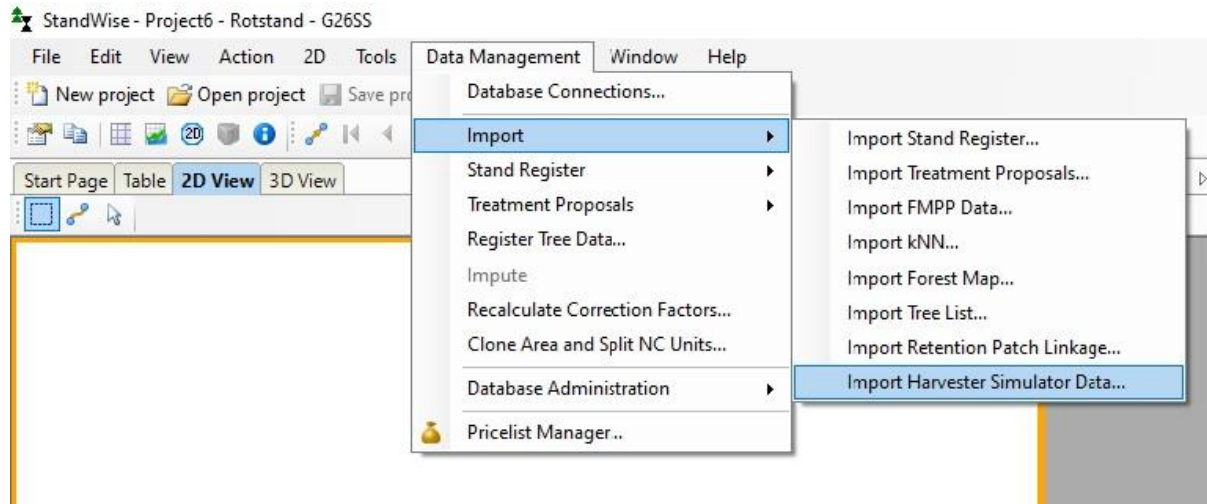 StandWise - Project6 - Rotstand - G26SS
File Edit View Action 2D Tools Data Management Window Help
New project Open project Save pro
2D
Start Page Table 2D View 3D View
Database Connections...
Import
Stand Register
Treatment Proposals
Register Tree Data...
Impute
Recalculate Correction Factors...
Clone Area and Split NC Units...
Database Administration
Pricelist Manager...
Import Stand Register...
Import Treatment Proposals...
Import FMPP Data...
Import kNN...
Import Forest Map...
Import Tree List...
Import Retention Patch Linkage...
Import Harvester Simulator Data...